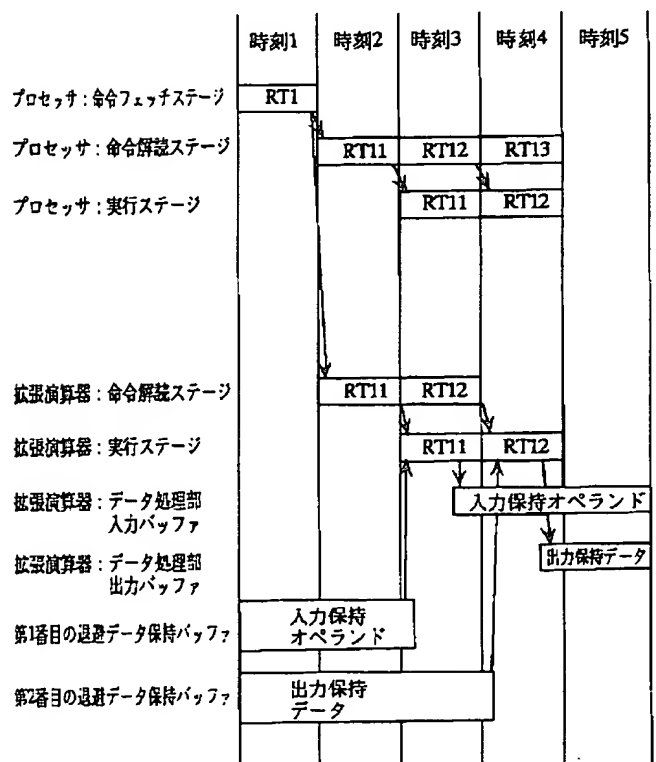 時刻1 時刻2 時刻3 時刻4 時刻5
プロセッサ:命令フェッチステージ RT1
プロセッサ:命令解読ステージ RT11 RT12 RT13
プロセッサ:実行ステージ RT11 RT12
拡張演算器:命令解読ステージ RT11 RT12
拡張演算器:実行ステージ RT11 RT12
拡張演算器:データ処理部 入力保持オペランド
入力バッファ
拡張演算器:データ処理部 出力保持データ
出力バッファ
第1番目の退避データ保持バッファ 入力保持
オペランド
第2番目の退避データ保持バッファ 出力保持
データ